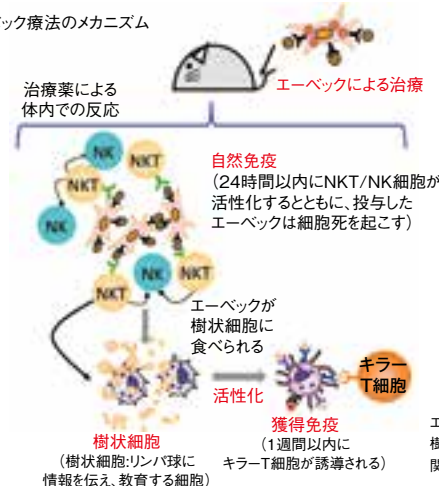 ック療法のメカニズム
エーベックによる治療
治療薬による
体内での反応
NK
NKT
NKT
NK
自然免疫
(24時間以内にNKT/NK細胞が
活性化するとともに、投与した
エーベックは細胞死を起こす)
NK
NKT
NKT
エーベックが
樹状細胞に
食べられる
活性化
キラー
T細胞
樹状細胞
(樹状細胞:リンパ球に
情報を伝え、教育する細胞)
獲得免疫
(1週間以内に
キラーT細胞が誘導される)
エ
樹
関